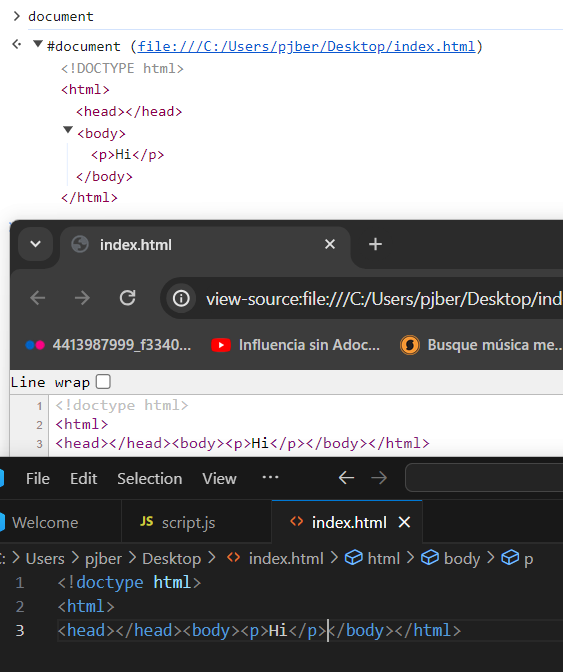 document
#document (file:///C:/Users/pjber/Desktop/index.html)
<!DOCTYPE html>
<html>
<head></head>
<body>
<p>Hi</p>
</body>
</html>
index.html
view-source:file:///C:/Users/pjber/Desktop/ind
4413987999_f3340... Influencia sin Adoc... Busque música me...
Line wrap
1 <!doctype html>
2 <html>
3 <head></head><body><p>Hi</p></body></html>
File Edit Selection View ···
Welcome JS script.js <> index.html
C: > Users > pjber > Desktop > <> index.html > html > body > p
1 <!doctype html>
2 <html>
3 <head></head><body><p>Hi</p></body></html>